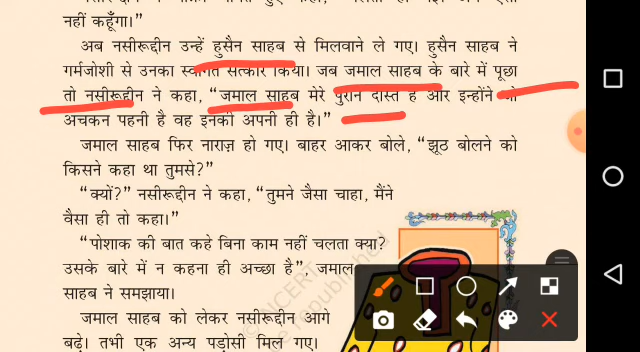 नहीं कहूँगा।”
अब नसीरूद्दीन उन्हें हुसैन साहब से मिलवाने ले गए। हुसैन साहब ने
गर्मजोशी से उनका स्वागत सत्कार किया। जब जमाल साहब के बारे में पूछा
तो नसीरूद्दीन ने कहा, “जमाल साहब मेरे पुराने दोस्त हैं और इन्होंने जो
अचकन पहनी है वह इनकी अपनी ही है।”
जमाल साहब फिर नाराज़ हो गए। बाहर आकर बोले, “झूठ बोलने को
किसने कहा था तुमसे?”
“क्यों?” नसीरूद्दीन ने कहा, “तुमने जैसा चाहा, मैंने
वैसा ही तो कहा।”
“पोशाक की बात कहे बिना काम नहीं चलता क्या?
उसके बारे में न कहना ही अच्छा है”, जमाल
साहब ने समझाया।
जमाल साहब को लेकर नसीरूद्दीन आगे
बढ़े। तभी एक अन्य पड़ोसी मिल गए।